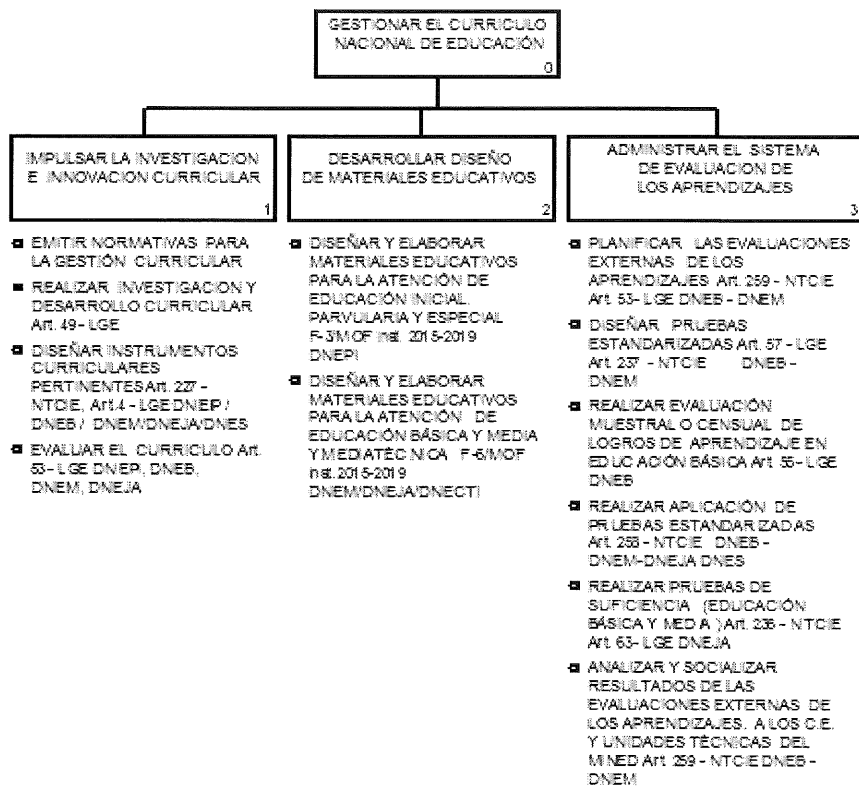 GESTIONAR EL CURRICULO
NACIONAL DE EDUCACIÓN
0
IMPULSAR LA INVESTIGACION
E INNOVACION CURRICULAR
1
EMITIR NORMATIVAS PARA
LA GESTIÓN CURRICULAR
REALIZAR INVESTIGACION Y
DESARROLLO CURRICULAR
Art. 49 - LGE
DISEÑAR INSTRUMENTOS
CURRICULARES
PERTINENTES Art. 227 -
NTCIE, Art.4 - LGE DNEIP /
DNEB / DNEM/DNEJA/DNES
EVALUAR EL CURRICULO Art.
53 - LGE DNEPI, DNEB,
DNEM, DNEJA
DESARROLLAR DISEÑO
DE MATERIALES EDUCATIVOS
2
DISEÑAR Y ELABORAR
MATERIALES EDUCATIVOS
PARA LA ATENCIÓN DE
EDUCACIÓN INICIAL,
PARVULARIA Y ESPECIAL
F-3/MOF inst. 2015-2019
DNEPI
DISEÑAR Y ELABORAR
MATERIALES EDUCATIVOS
PARA LA ATENCIÓN DE
EDUCACIÓN BÁSICA Y MEDIA
Y MEDIATÉCNICA F-6/MOF
inst.2015-2019
DNEM/DNEJA/DNECTI
ADMINISTRAR EL SISTEMA
DE EVALUACION DE
LOS APRENDIZAJES
3
PLANIFICAR LAS EVALUACIONES
EXTERNAS DE LOS
APRENDIZAJES Art. 259 - NTCIE
Art. 53- LGE DNEB - DNEM
DISEÑAR PRUEBAS
ESTANDARIZADAS Art. 57 - LGE
Art. 237 - NTCIE DNEB -
DNEM
REALIZAR EVALUACIÓN
MUESTRAL O CENSUAL DE
LOGROS DE APRENDIZAJE EN
EDUCACIÓN BÁSICA Art. 55 - LGE
DNEB
REALIZAR APLICACIÓN DE
PRUEBAS ESTANDARIZADAS
Art. 258 - NTCIE DNEB -
DNEM-DNEJA DNES
REALIZAR PRUEBAS DE
SUFICIENCIA (EDUCACIÓN
BÁSICA Y MEDIA ) Art. 236 - NTCIE
Art. 63- LGE DNEJA
ANALIZAR Y SOCIALIZAR
RESULTADOS DE LAS
EVALUACIONES EXTERNAS DE
LOS APRENDIZAJES, A LOS C.E.
Y UNIDADES TÉCNICAS DEL
MINED Art. 259 - NTCIE DNEB -
DNEM